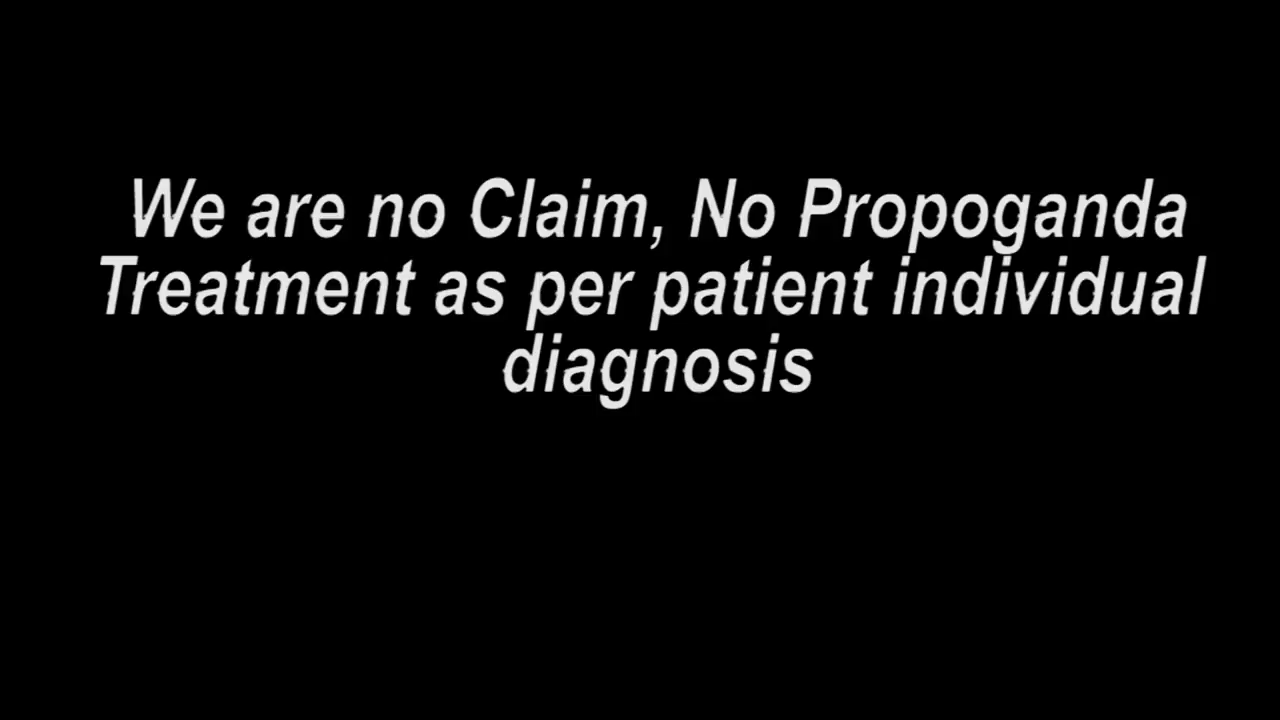 We are no Claim, No Propoganda
Treatment as per patient individual
diagnosis